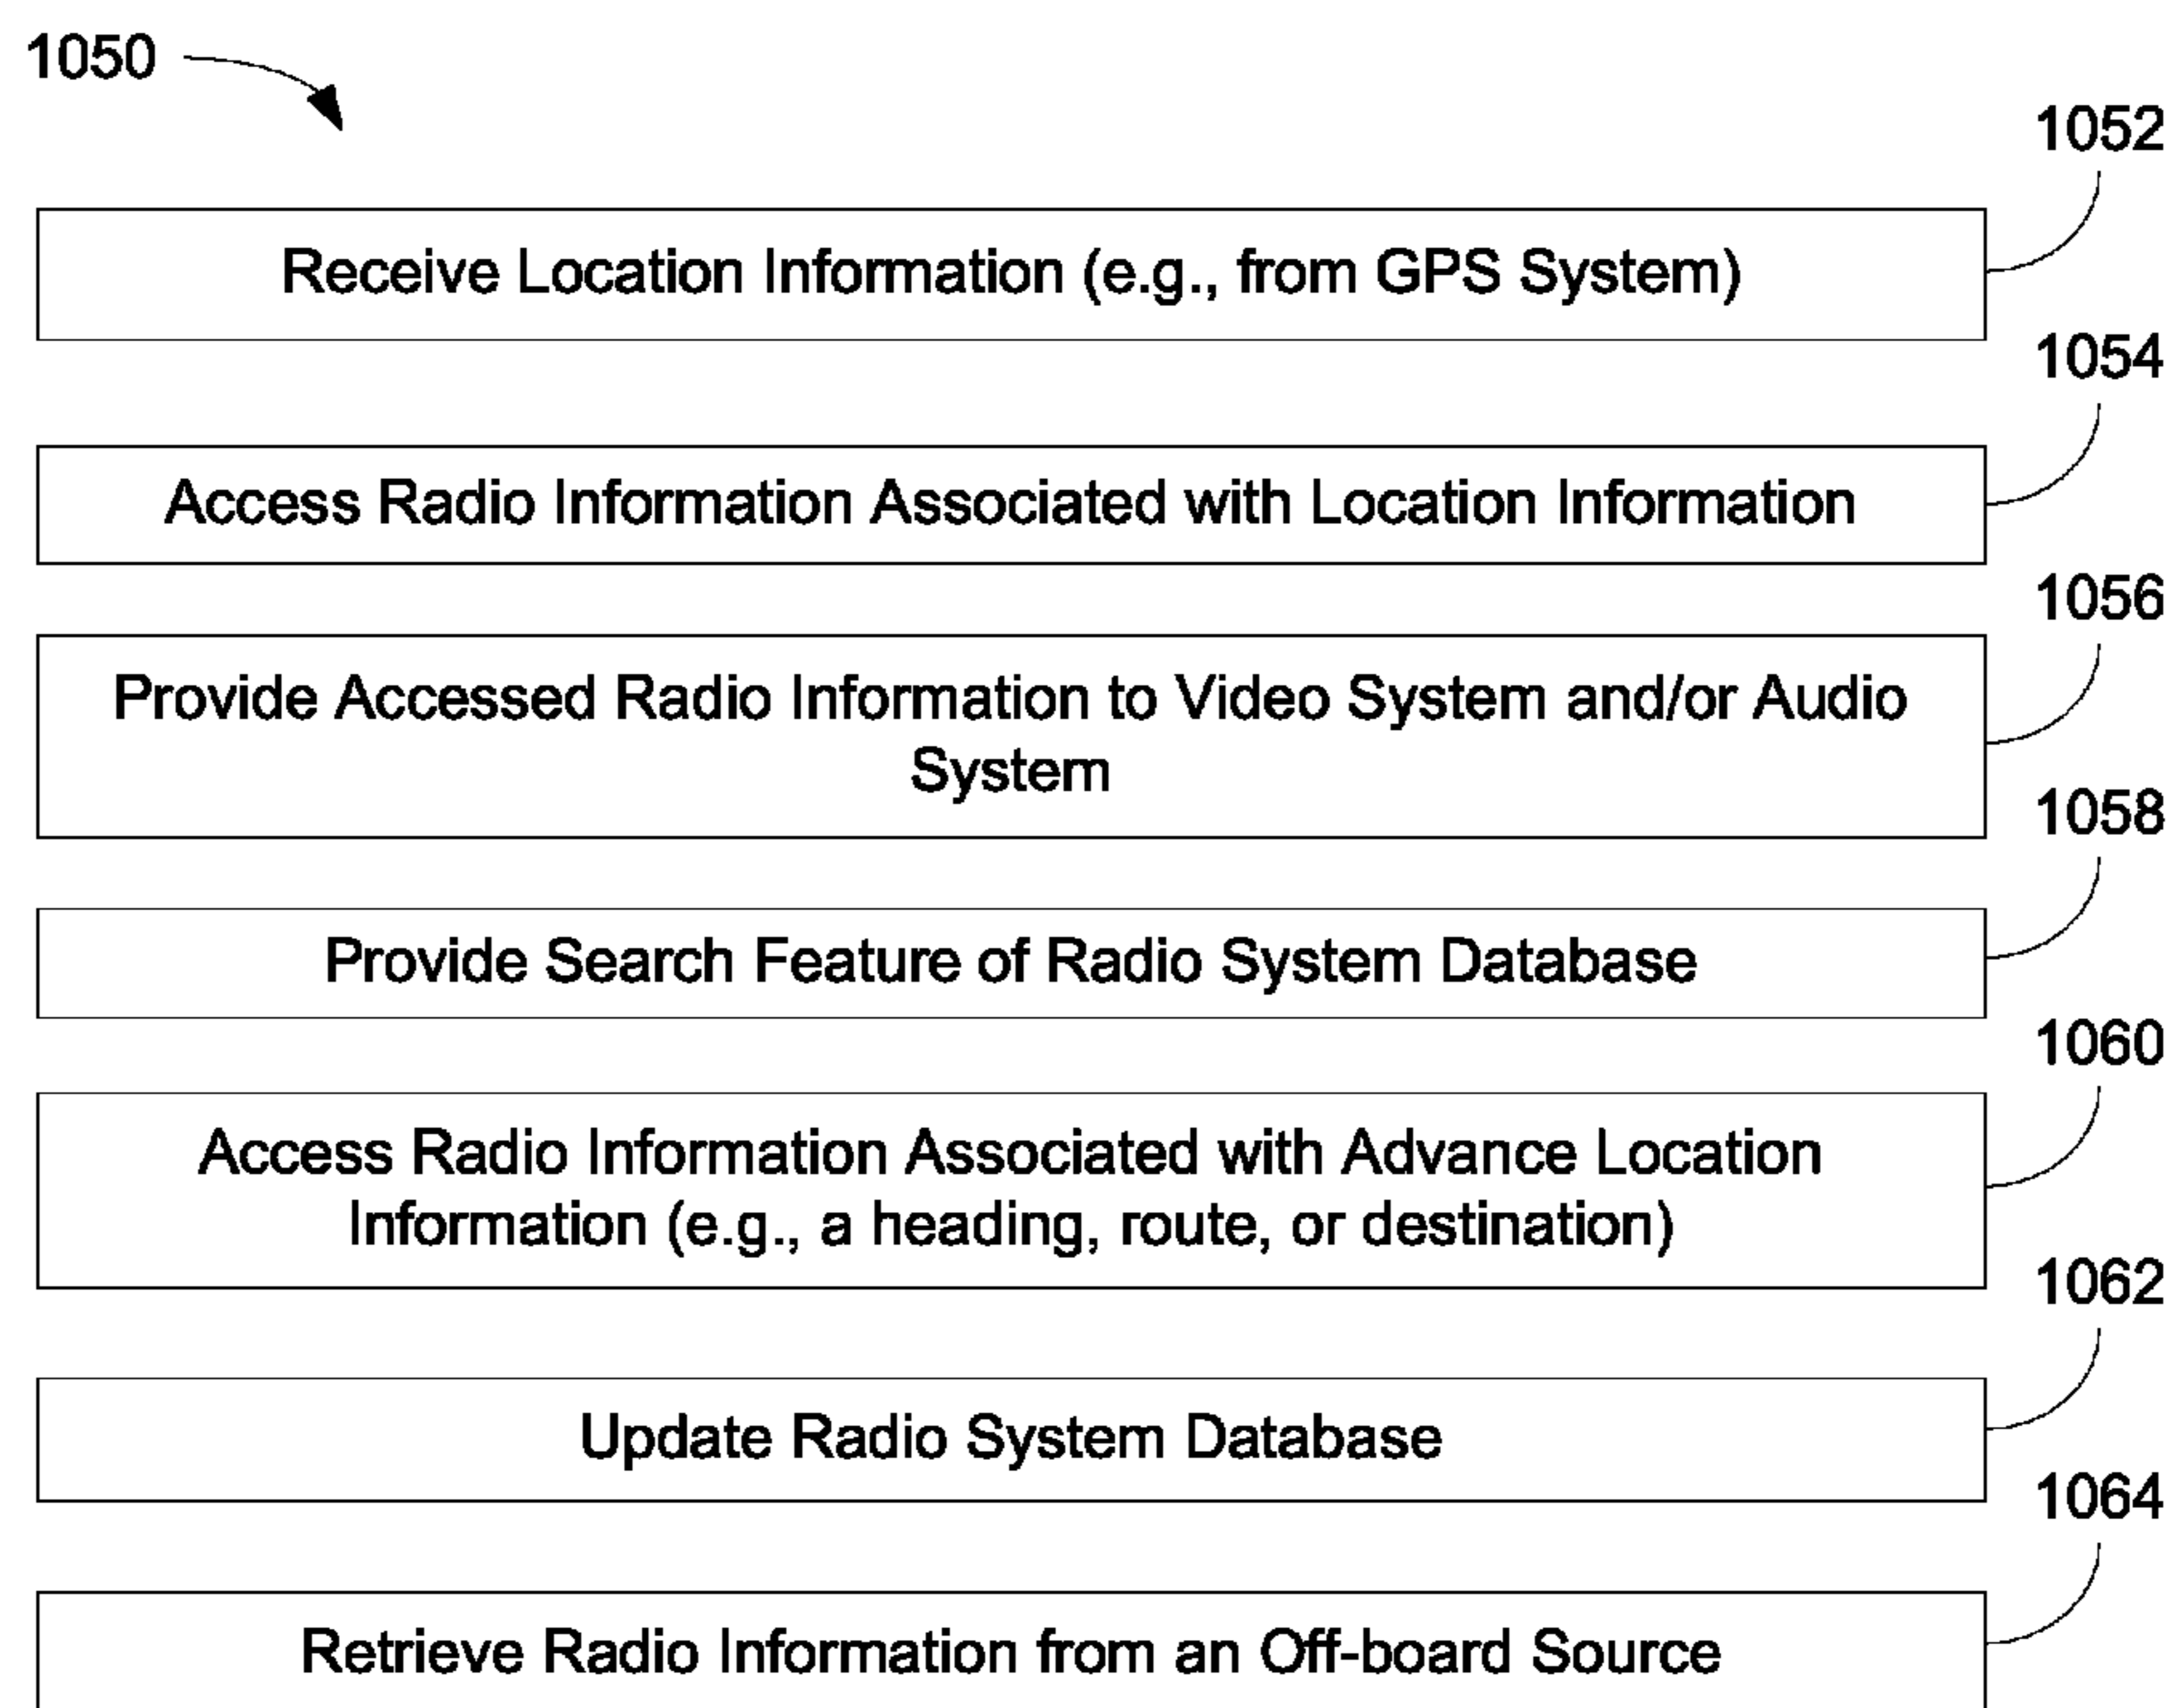 1050
1052
Receive Location Information (e.g., from GPS System)
1054
Access Radio Information Associated with Location Information
1056
Provide Accessed Radio Information to Video System and/or Audio
System
1058
Provide Search Feature of Radio System Database
1060
Access Radio Information Associated with Advance Location
Information (e.g., a heading, route, or destination)
1062
Update Radio System Database
1064
Retrieve Radio Information from an Off-board Source